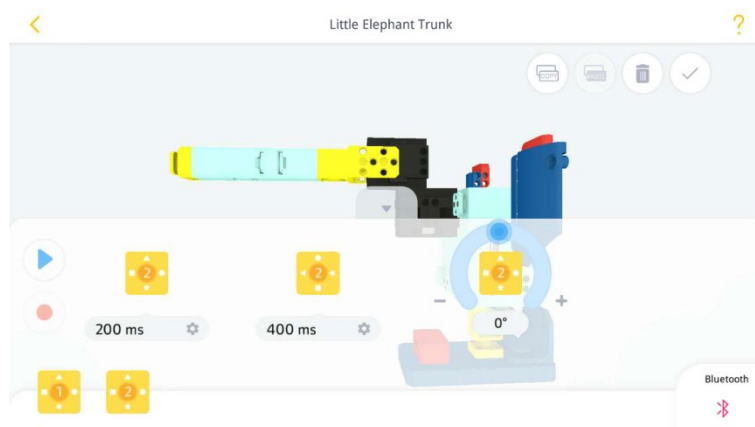 Little Elephant Trunk
?
COPY
PASTE
2
2
2
200 ms
400 ms
−
0°
+
1
2
Bluetooth